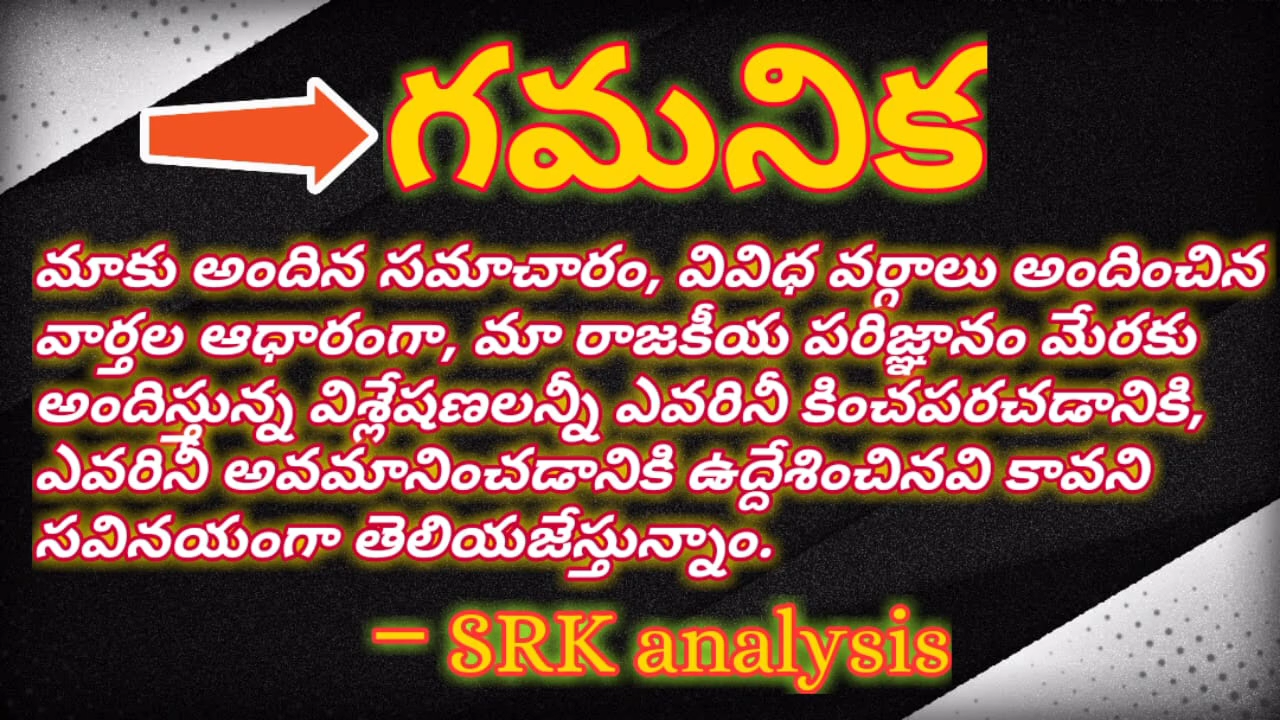 గమనిక
మాకు అందిన సమాచారం, వివిధ వర్గాలు అందించిన
వార్తల ఆధారంగా, మా రాజకీయ పరిజ్ఞానం మేరకు
అందిస్తున్న విశ్లేషణలన్నీ ఎవరినీ కించపరచడానికి,
ఎవరినీ అవమానించడానికి ఉద్దేశించినవి కావని
సవినయంగా తెలియజేస్తున్నాం.
– SRK analysis